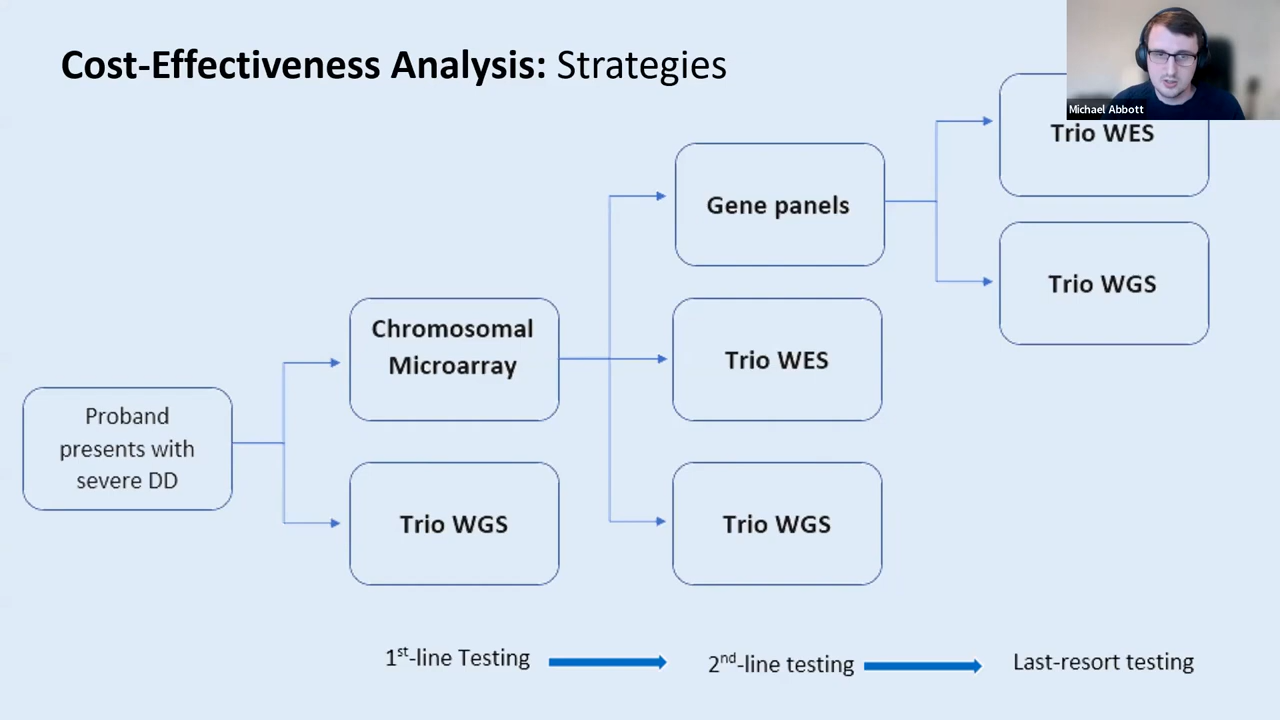 Cost-Effectiveness Analysis: Strategies
Michael Abbott
Trio WES
Gene panels
Trio WGS
Chromosomal
Microarray
Trio WES
Proband
presents with
severe DD
Trio WGS
Trio WGS
1st-line Testing
2nd-line testing
Last-resort testing